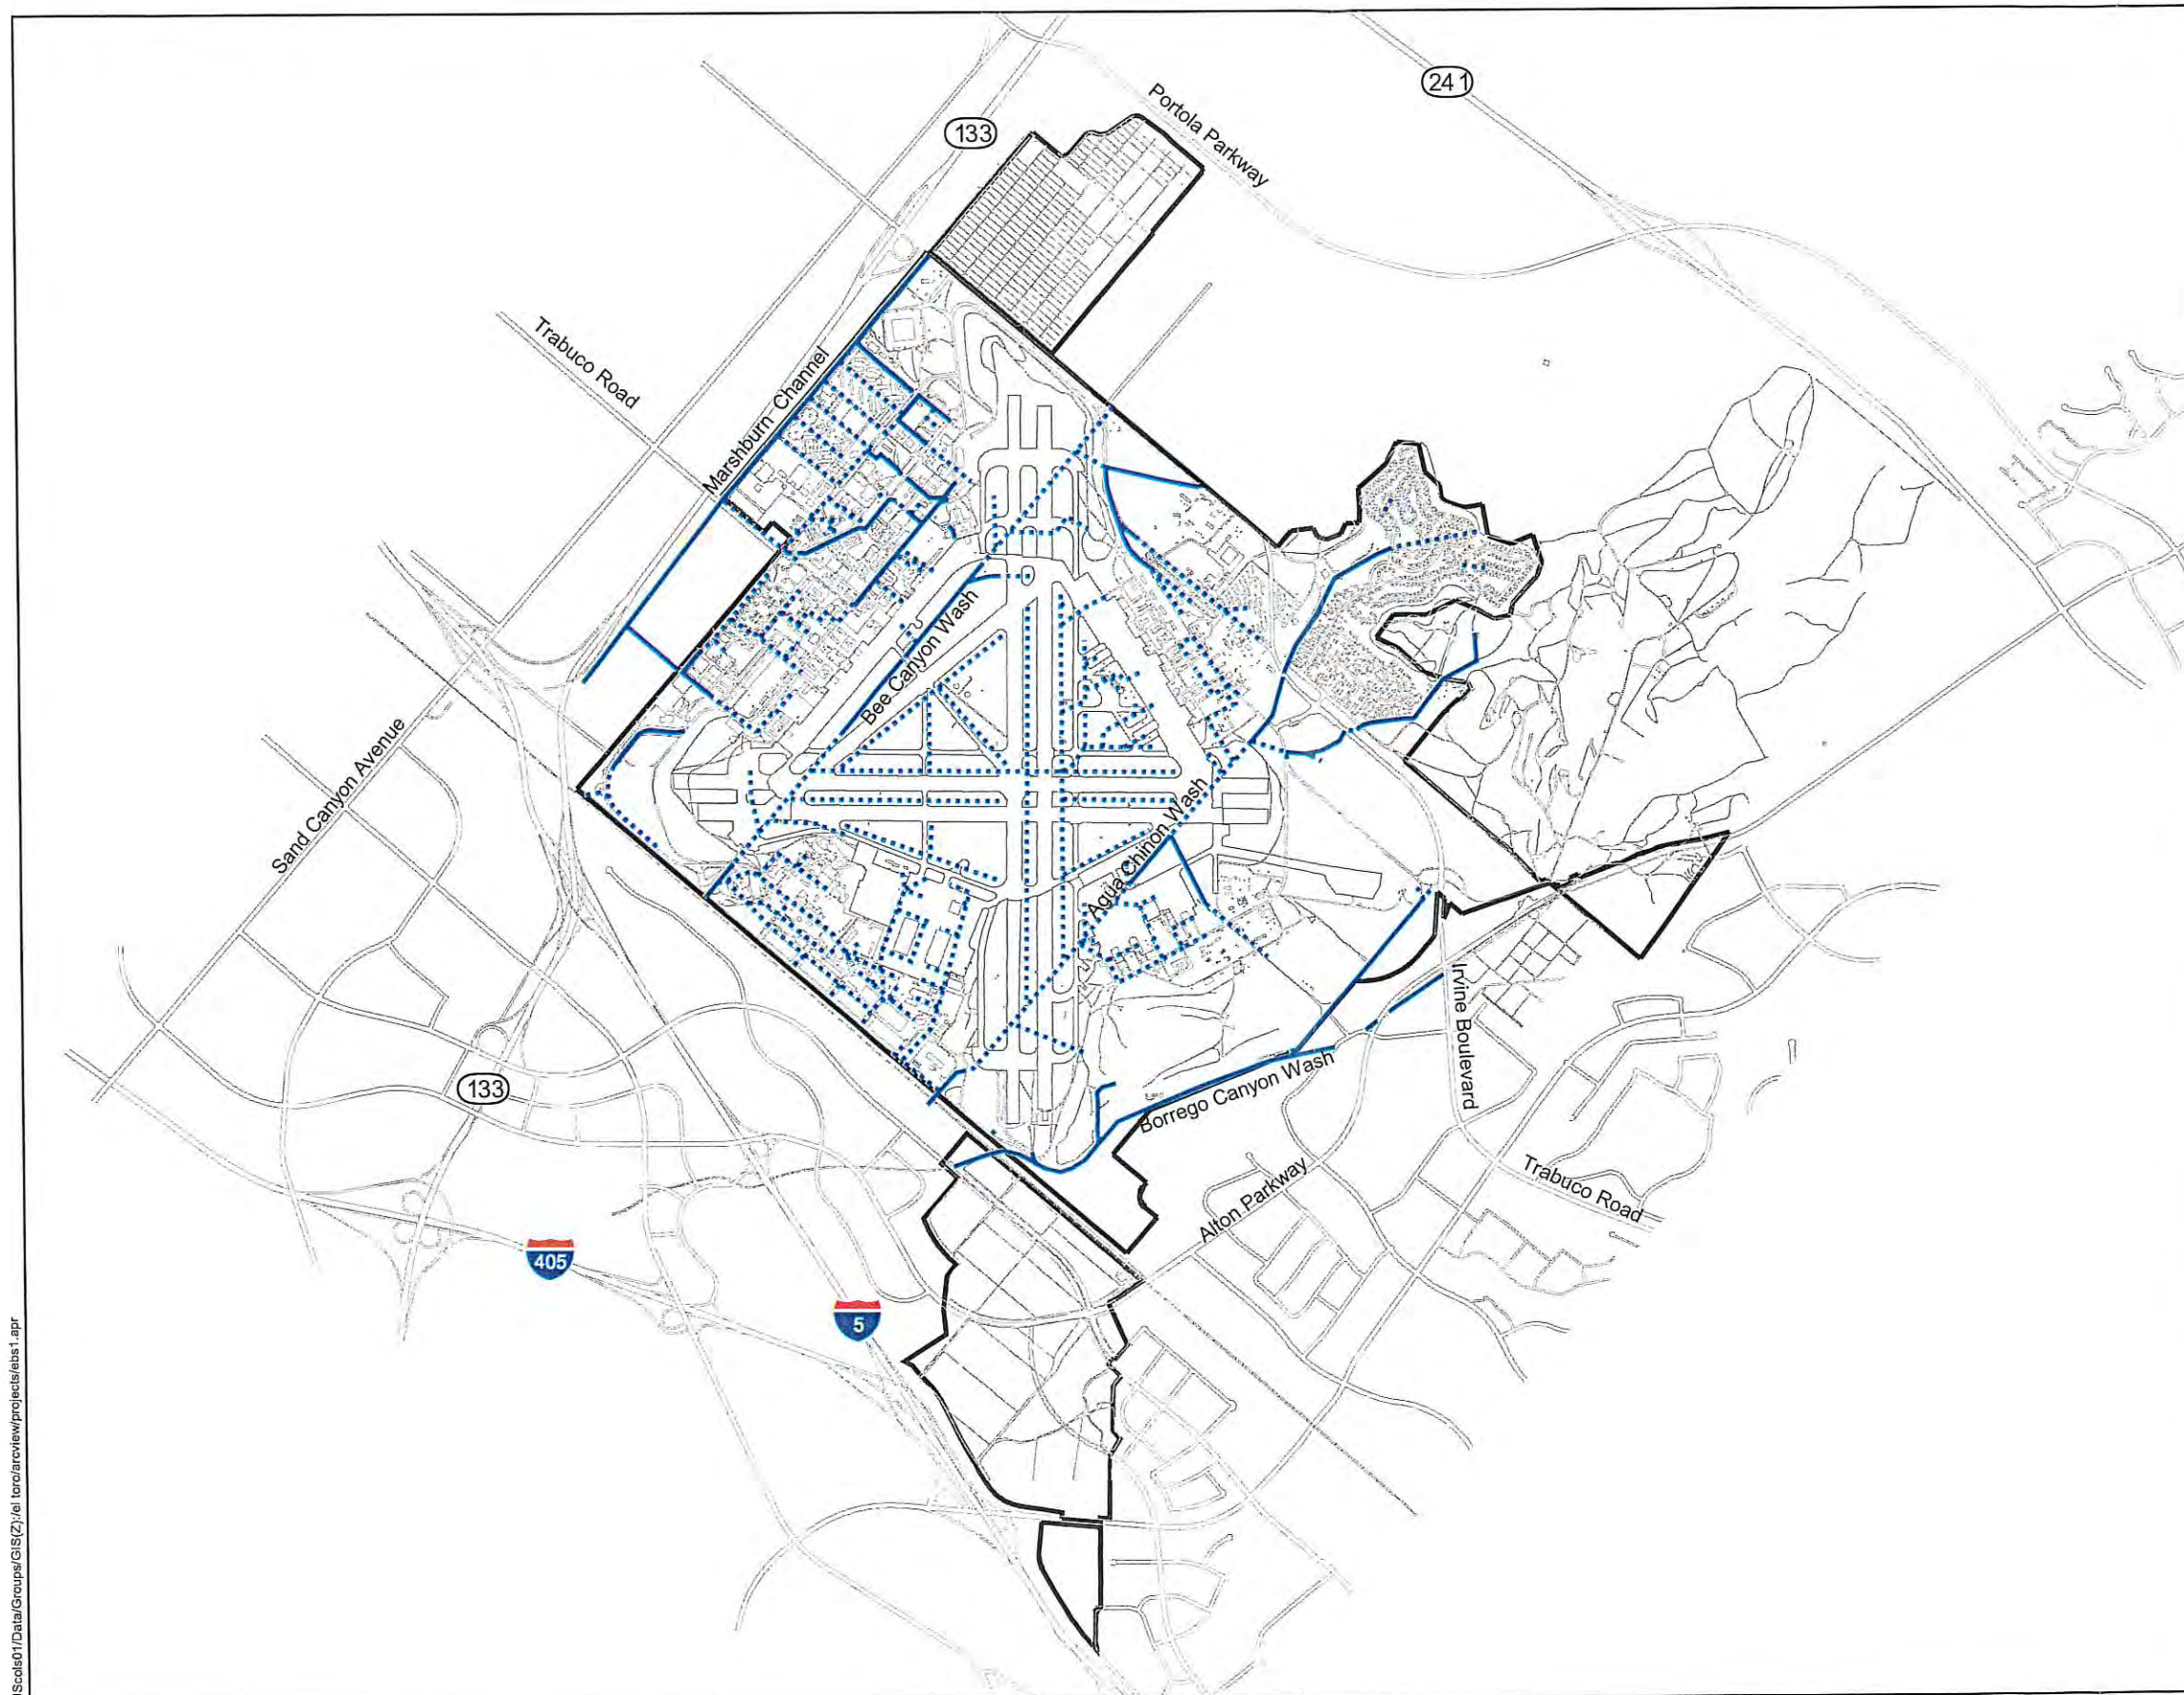 241
Portola Parkway
133
Trabuco Road
Marshburn Channel
Bee Canyon Wash
Sand Canyon Avenue
Agua Chinon Wash
Irvine Boulevard
Borrego Canyon Wash
133
Alton Parkway
Trabuco Road
405
5
/Data/Groups/GIS(Z):/el toro/arcview/projects/ebs1.apr